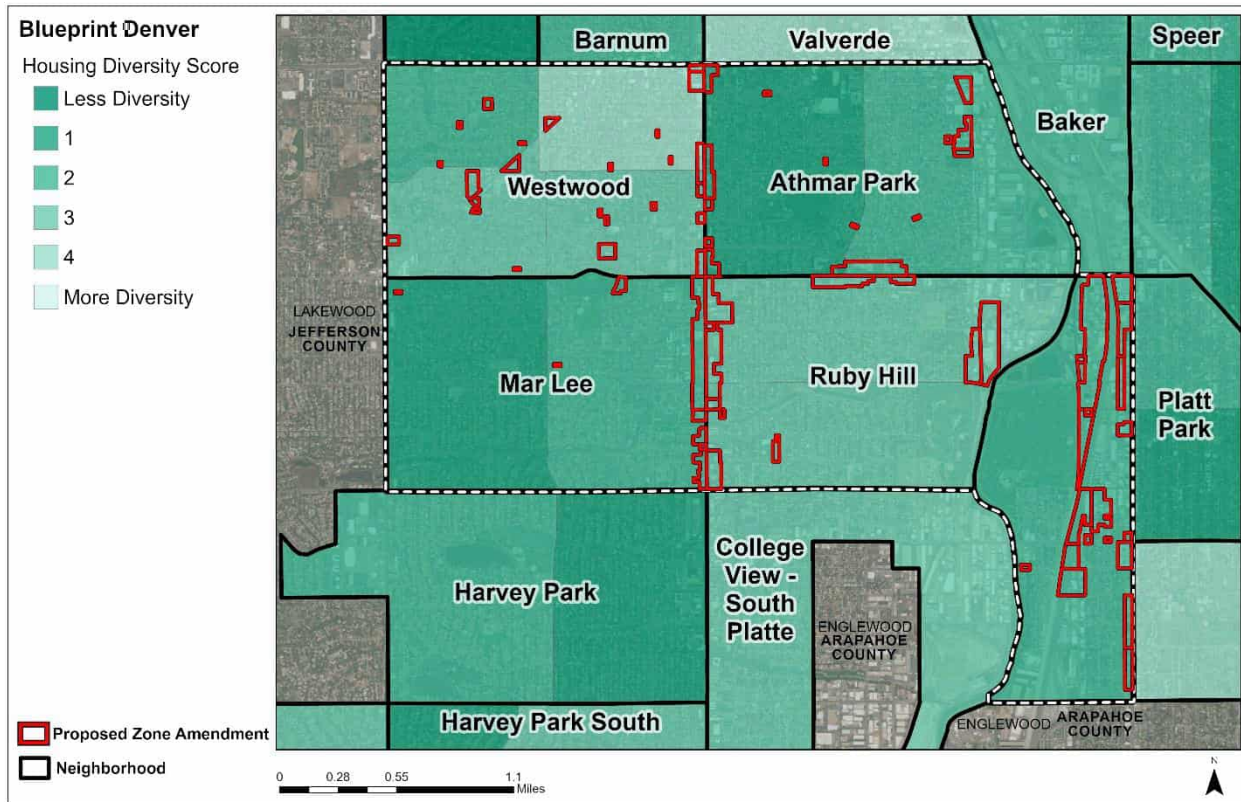 Blueprint Denver
Housing Diversity Score
Less Diversity
1
2
3
4
More Diversity
Proposed Zone Amendment
Neighborhood
Barnum
Valverde
Speer
Baker
Westwood
Athmar Park
LAKEWOOD
JEFFERSON
COUNTY
Mar Lee
Ruby Hill
Platt
Park
Harvey Park
College
View -
South
Platte
ENGLEWOOD
ARAPAHOE
COUNTY
Harvey Park South
ENGLEWOOD
ARAPAHOE
COUNTY
0 0.28 0.55 1.1
Miles
N